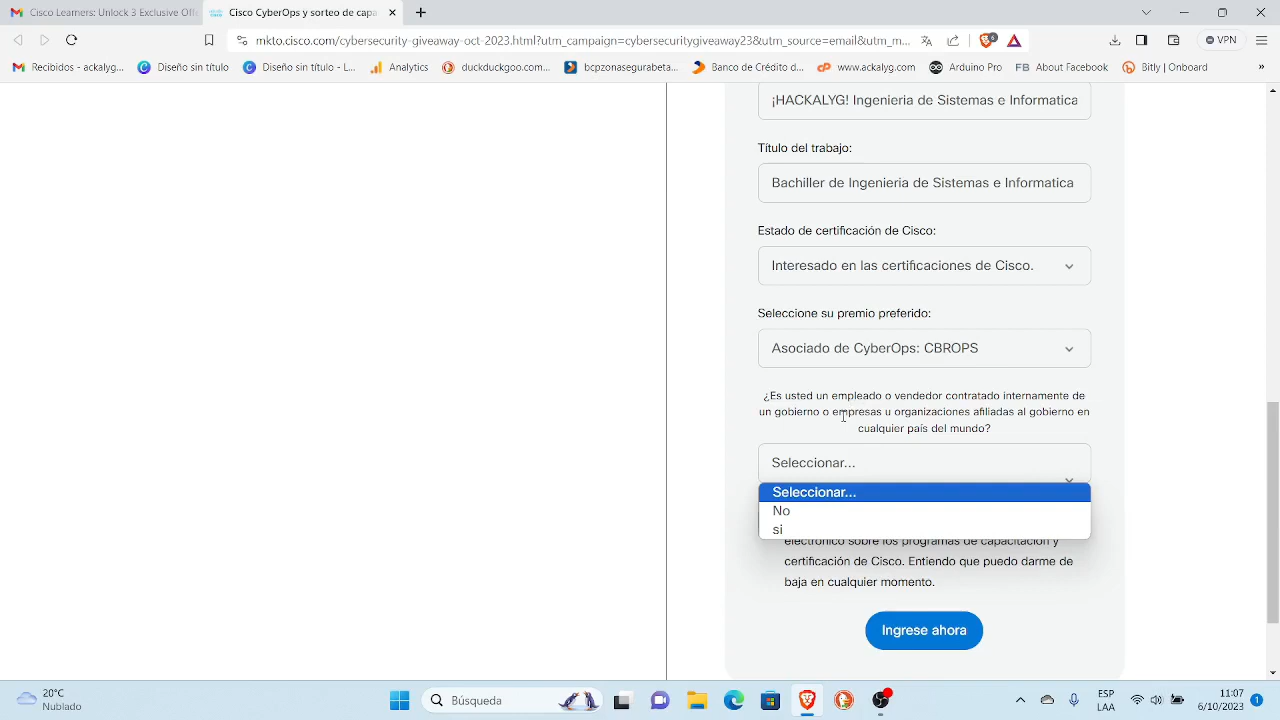 Cisco Learners: Unlock 3 Exclusive Off
Cisco CyberOps y sorteo de capa
mkto.cisco.com/cybersecurity-giveaway-oct-2023.html?utm_campaign=cybersecuritygiveaway23&utm_source=email&utm_m...
6
VPN
Recibidos - ackalyg...
Diseño sin título
Diseño sin título - L...
Analytics
duckduckgoo.com...
bcpzonasegurabeta...
Banco de Crédito d...
www.ackalyg.com
Arduino Pr...
FB About Facebook
Bitly | Onboard
»
¡HACKALYG! Ingenieria de Sistemas e Informatica
Título del trabajo:
Bachiller de Ingenieria de Sistemas e Informatica
Estado de certificación de Cisco:
Interesado en las certificaciones de Cisco.
Seleccione su premio preferido:
Asociado de CyberOps: CBROPS
¿Es usted un empleado o vendedor contratado internamente de
un gobierno o empresas u organizaciones afiliadas al gobierno en
cualquier país del mundo?
Seleccionar...
Seleccionar...
No
si
electrónico sobre los programas de capacitación y
certificación de Cisco. Entiendo que puedo darme de
baja en cualquier momento.
Ingrese ahora
20°C
Nublado
Búsqueda
ESP
LAA
11:07
6/10/2023
1